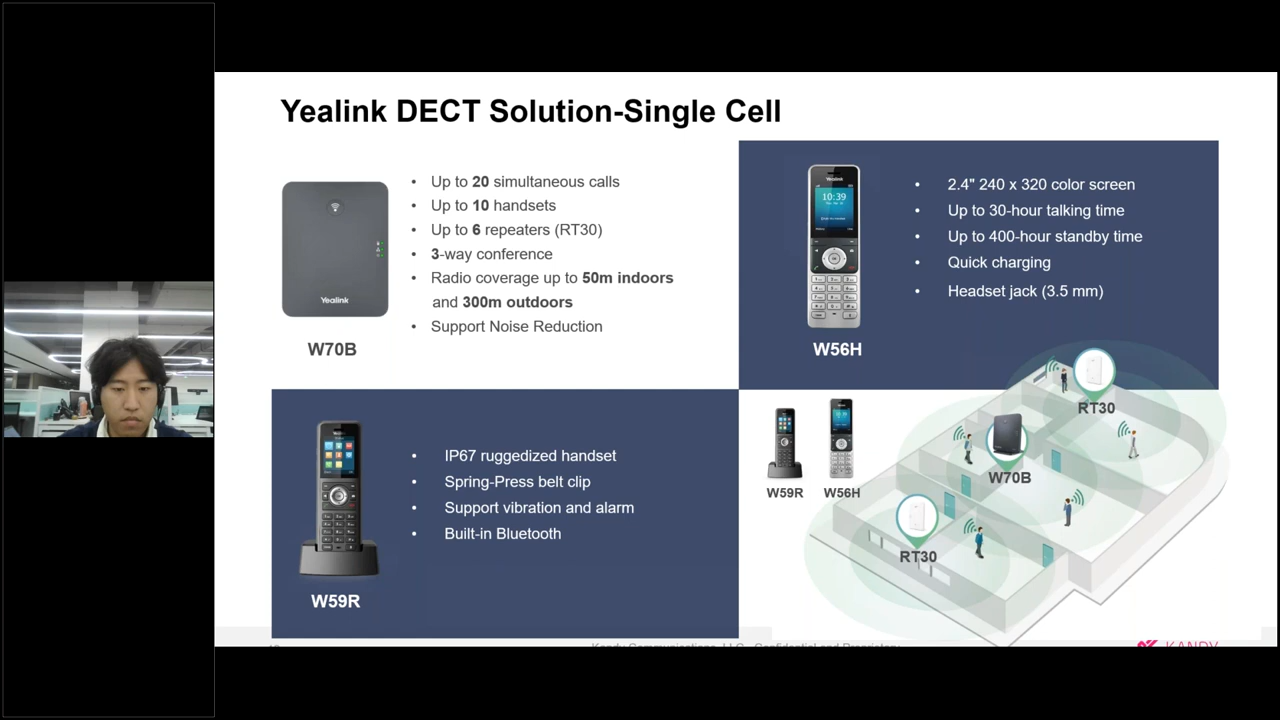 Yealink DECT Solution-Single Cell
• Up to 20 simultaneous calls
• Up to 10 handsets
• Up to 6 repeaters (RT30)
• 3-way conference
• Radio coverage up to 50m indoors
and 300m outdoors
• Support Noise Reduction
Yealink
W70B
Yealink
10:39
• 2.4" 240 x 320 color screen
• Up to 30-hour talking time
• Up to 400-hour standby time
• Quick charging
• Headset jack (3.5 mm)
W56H
• IP67 ruggedized handset
• Spring-Press belt clip
• Support vibration and alarm
• Built-in Bluetooth
W59R
W59R
W56H
RT30
W70B
RT30
Kandy Communications, LLC - Confidential and Proprietary
KANDY